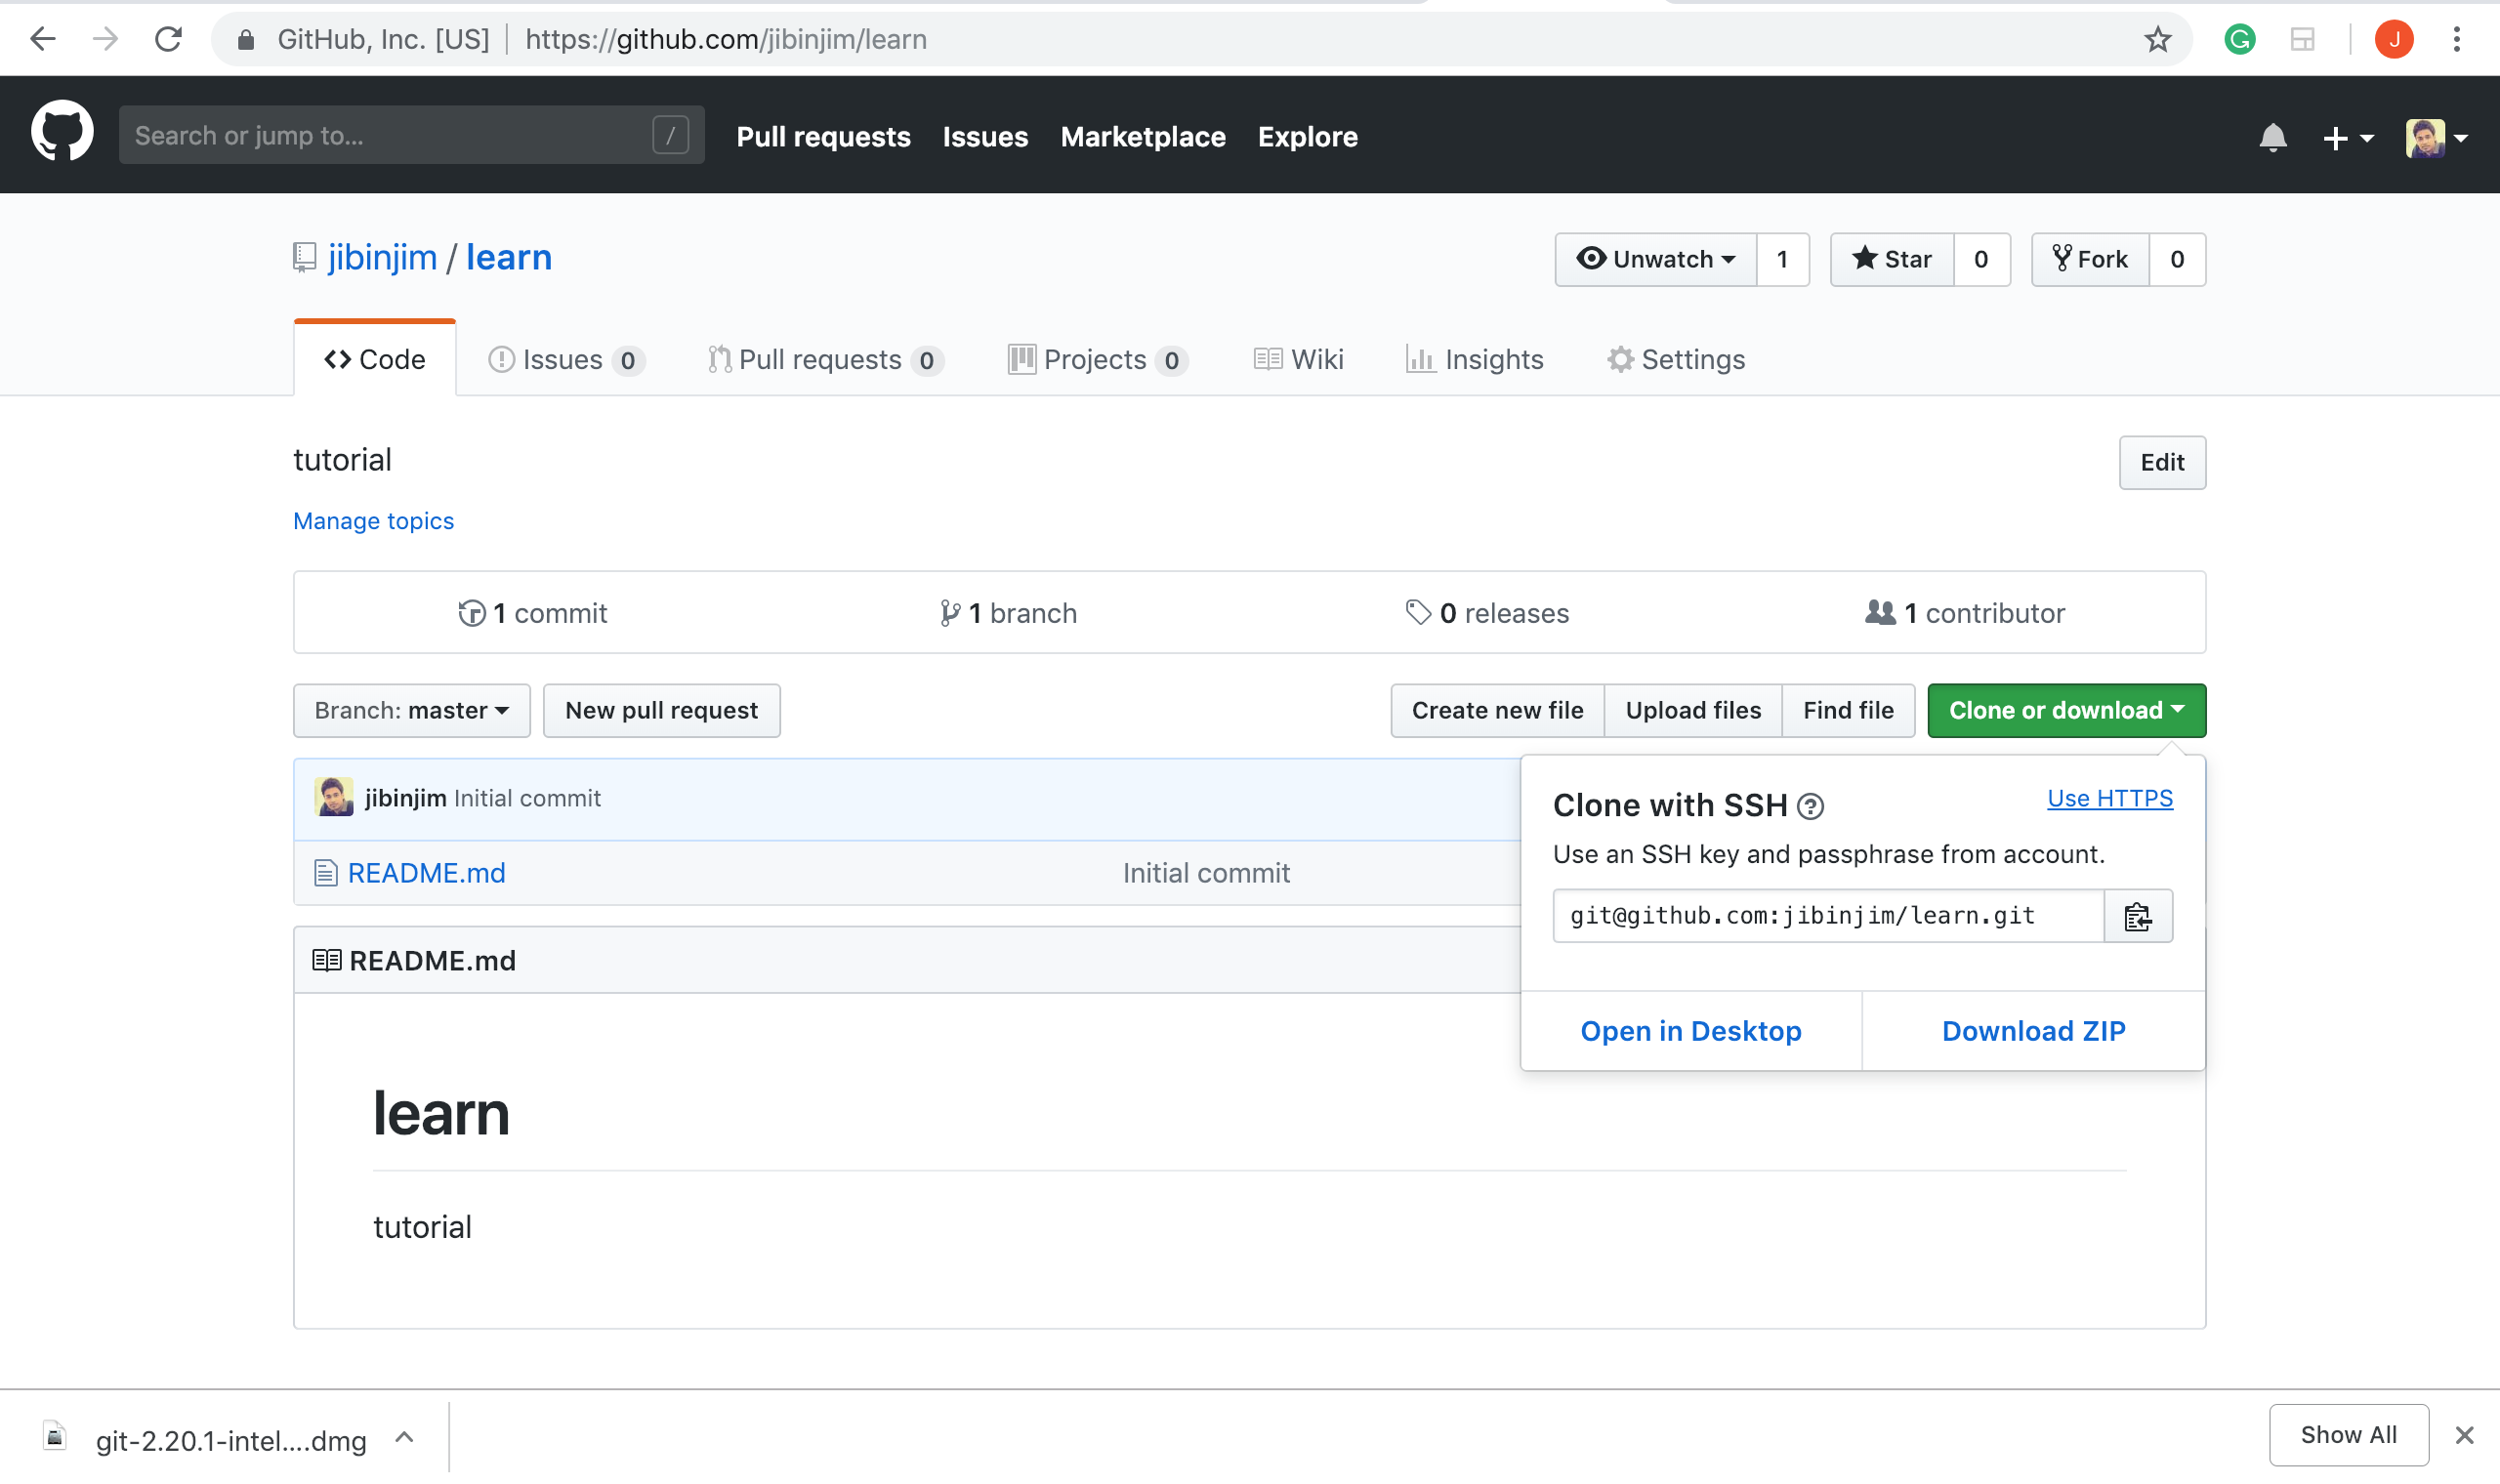 GitHub, Inc. [US] | https://github.com/jibinjim/learn
J
Search or jump to... /
Pull requests Issues Marketplace Explore
jibinjim / learn
Unwatch 1 Star 0 Fork 0
Code Issues 0 Pull requests 0 Projects 0 Wiki Insights Settings
tutorial
Edit
Manage topics
1 commit 1 branch 0 releases 1 contributor
Branch: master New pull request Create new file Upload files Find file Clone or download
jibinjim Initial commit
README.md Initial commit
Clone with SSH ? Use HTTPS
Use an SSH key and passphrase from account.
git@github.com:jibinjim/learn.git
Open in Desktop Download ZIP
README.md
learn
tutorial
git-2.20.1-intel....dmg
Show All